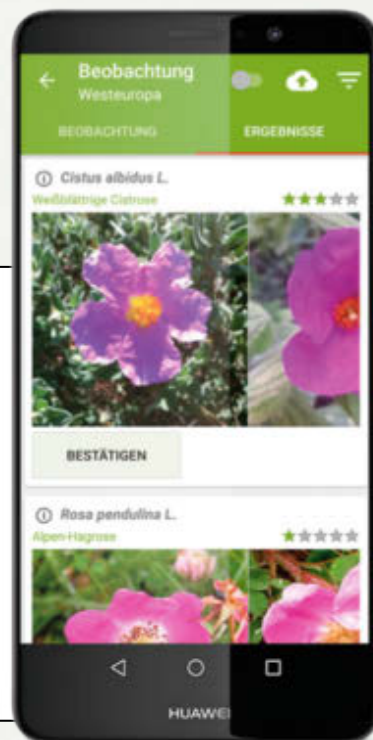 Beobachtung
Westeuropa
BEOBACHTUNG ERGEBNISSE
Cistus albidus L.
Weißblättrige Cistrose
BESTÄTIGEN
Rosa pendulina L.
Alpen-Hagrose
HUAWEI